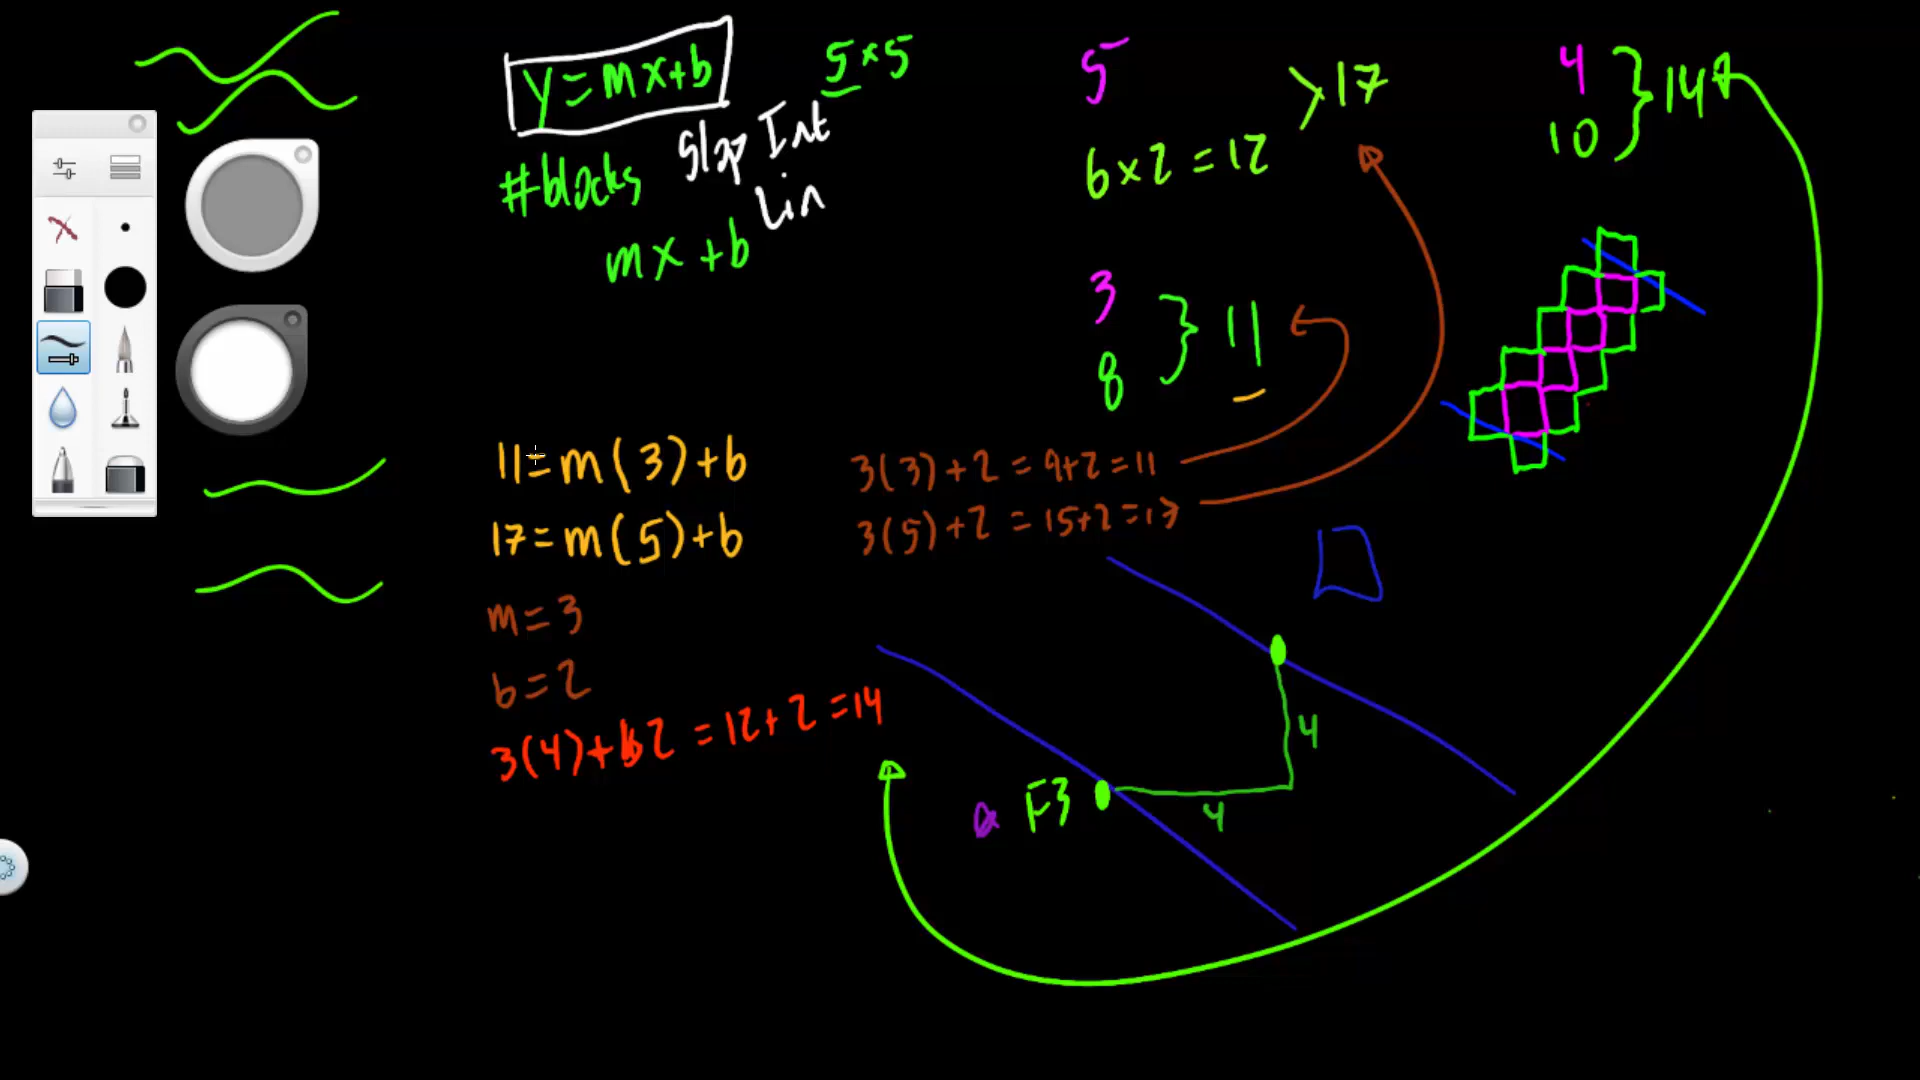 y = mx+b
5 × 5
Slop Int
Lin
#blocks
mx + b
5
6 × 2 = 12
> 17
4
10
} 14
3
8
} 11
11 = m(3)+b
17 = m(5)+b
3(3)+2 = 9+2 = 11
3(5)+2 = 15+2 = 17
m = 3
b = 2
3(4)+ 2 = 12+2 = 14
4
4
F3